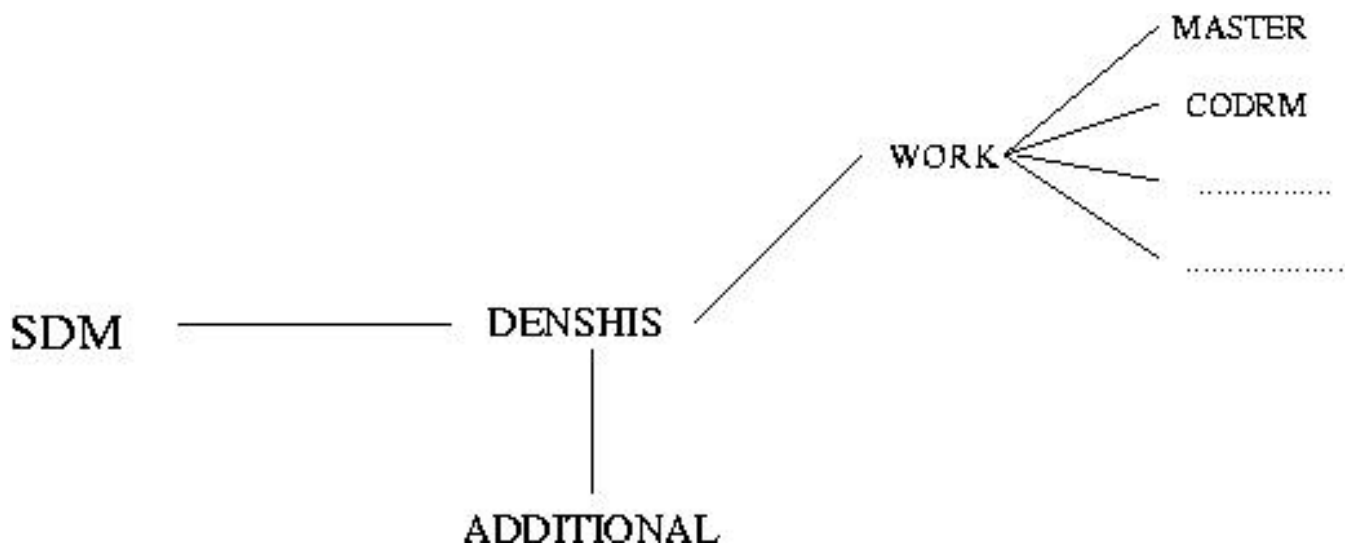 MASTER
CODRM
WORK
................
...................
SDM
DENSHIS
ADDITIONAL